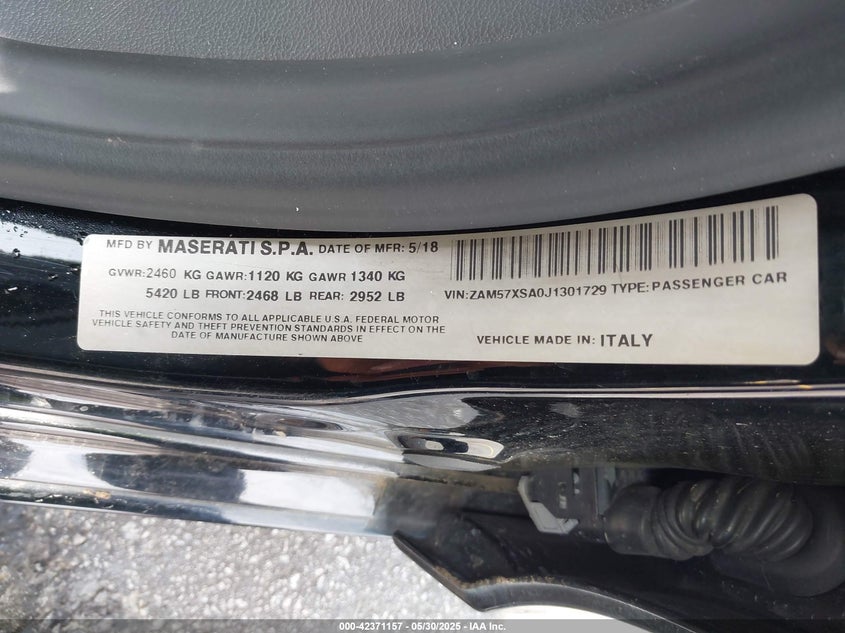 MFD BY MASERATI S.P.A. DATE OF MFR: 5/18
GVWR:2460 KG GAWR:1120 KG GAWR 1340 KG
5420 LB FRONT:2468 LB REAR: 2952 LB
THIS VEHICLE CONFORMS TO ALL APPLICABLE U.S.A. FEDERAL MOTOR
VEHICLE SAFETY AND THEFT PREVENTION STANDARDS IN EFFECT ON THE
DATE OF MANUFACTURE SHOWN ABOVE
VIN:ZAM57XSA0J1301729 TYPE:PASSENGER CAR
VEHICLE MADE IN: ITALY
000-42371157 - 05/30/2025 - IAA Inc.